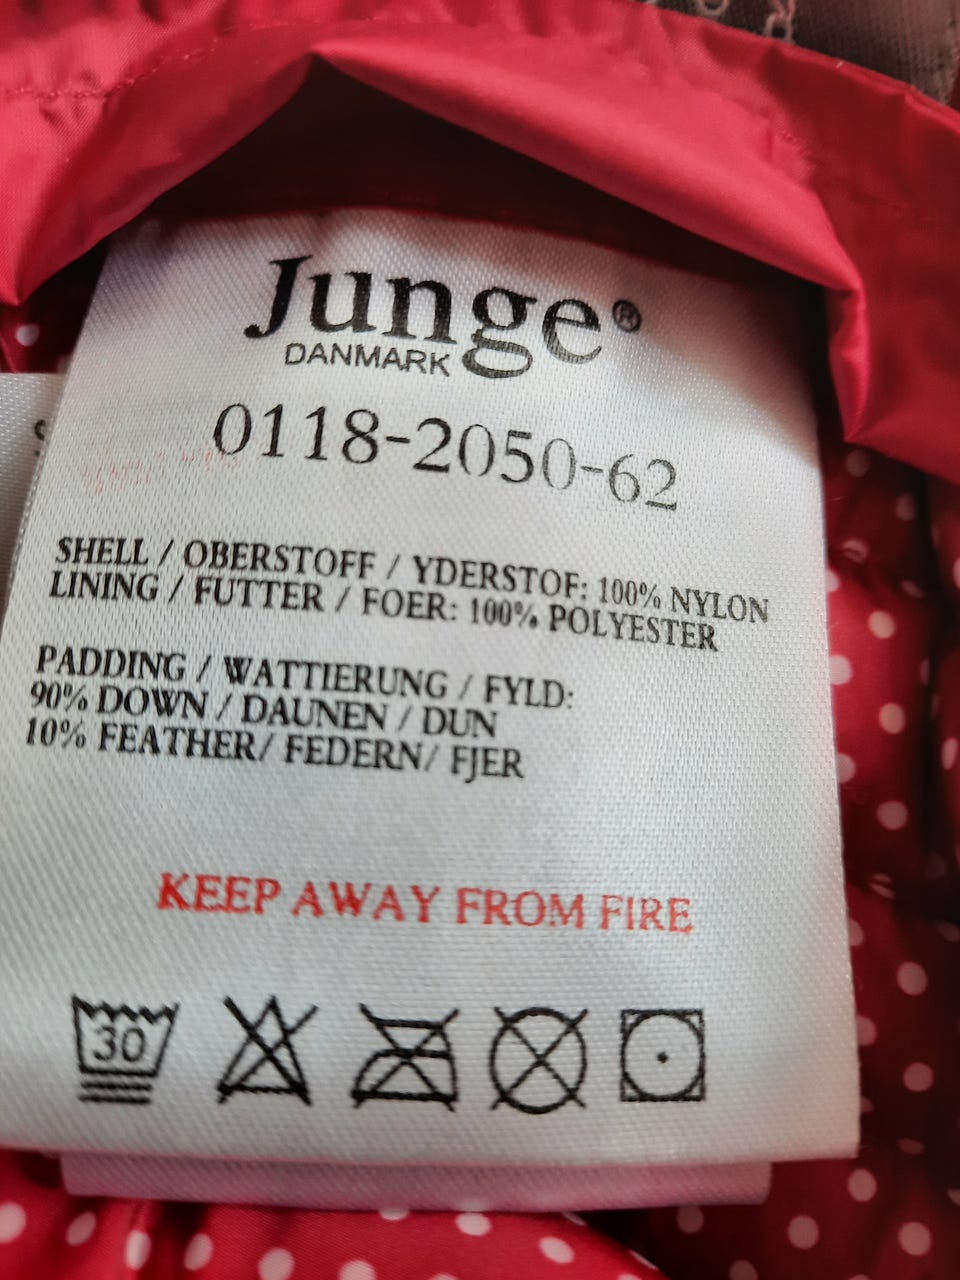 Junge®
DANMARK
0118-2050-62
SHELL / OBERSTOFF / YDERSTOF: 100% NYLON
LINING / FUTTER / FOER: 100% POLYESTER
PADDING / WATTIERUNG / FYLD:
90% DOWN / DAUNEN / DUN
10% FEATHER/ FEDERN/ FJER
KEEP AWAY FROM FIRE
30